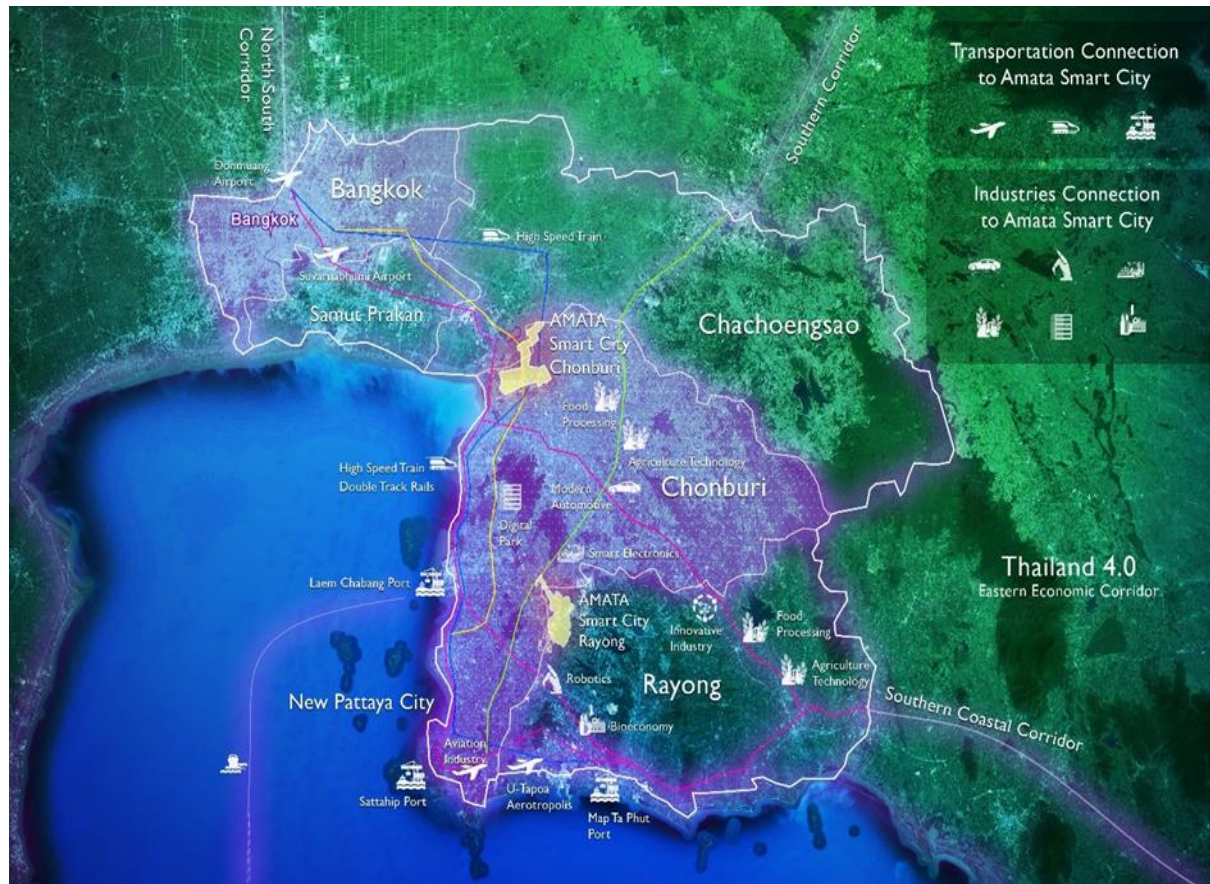 North South
Corridor
Southern Corridor
Transportation Connection
to Amata Smart City
Industries Connection
to Amata Smart City
Donmuang
Airport
Bangkok
Bangkok
High Speed Train
Suvarnabhumi Airport
Samut Prakan
AMATA
Smart City
Chonburi
Chachoengsao
Food
Processing
Agriculture Technology
High Speed Train
Double Track Rails
Modern
Automotive
Chonburi
Digital
Park
Smart Electronics
Thailand 4.0
Eastern Economic Corridor
Laem Chabang Port
AMATA
Smart City
Rayong
Innovative
Industry
Food
Processing
Agriculture
Technology
Robotics
Rayong
New Pattaya City
Bioeconomy
Southern Coastal Corridor
Aviation
Industry
Sattahip Port
U-Tapoa
Aerotropolis
Map Ta Phut
Port